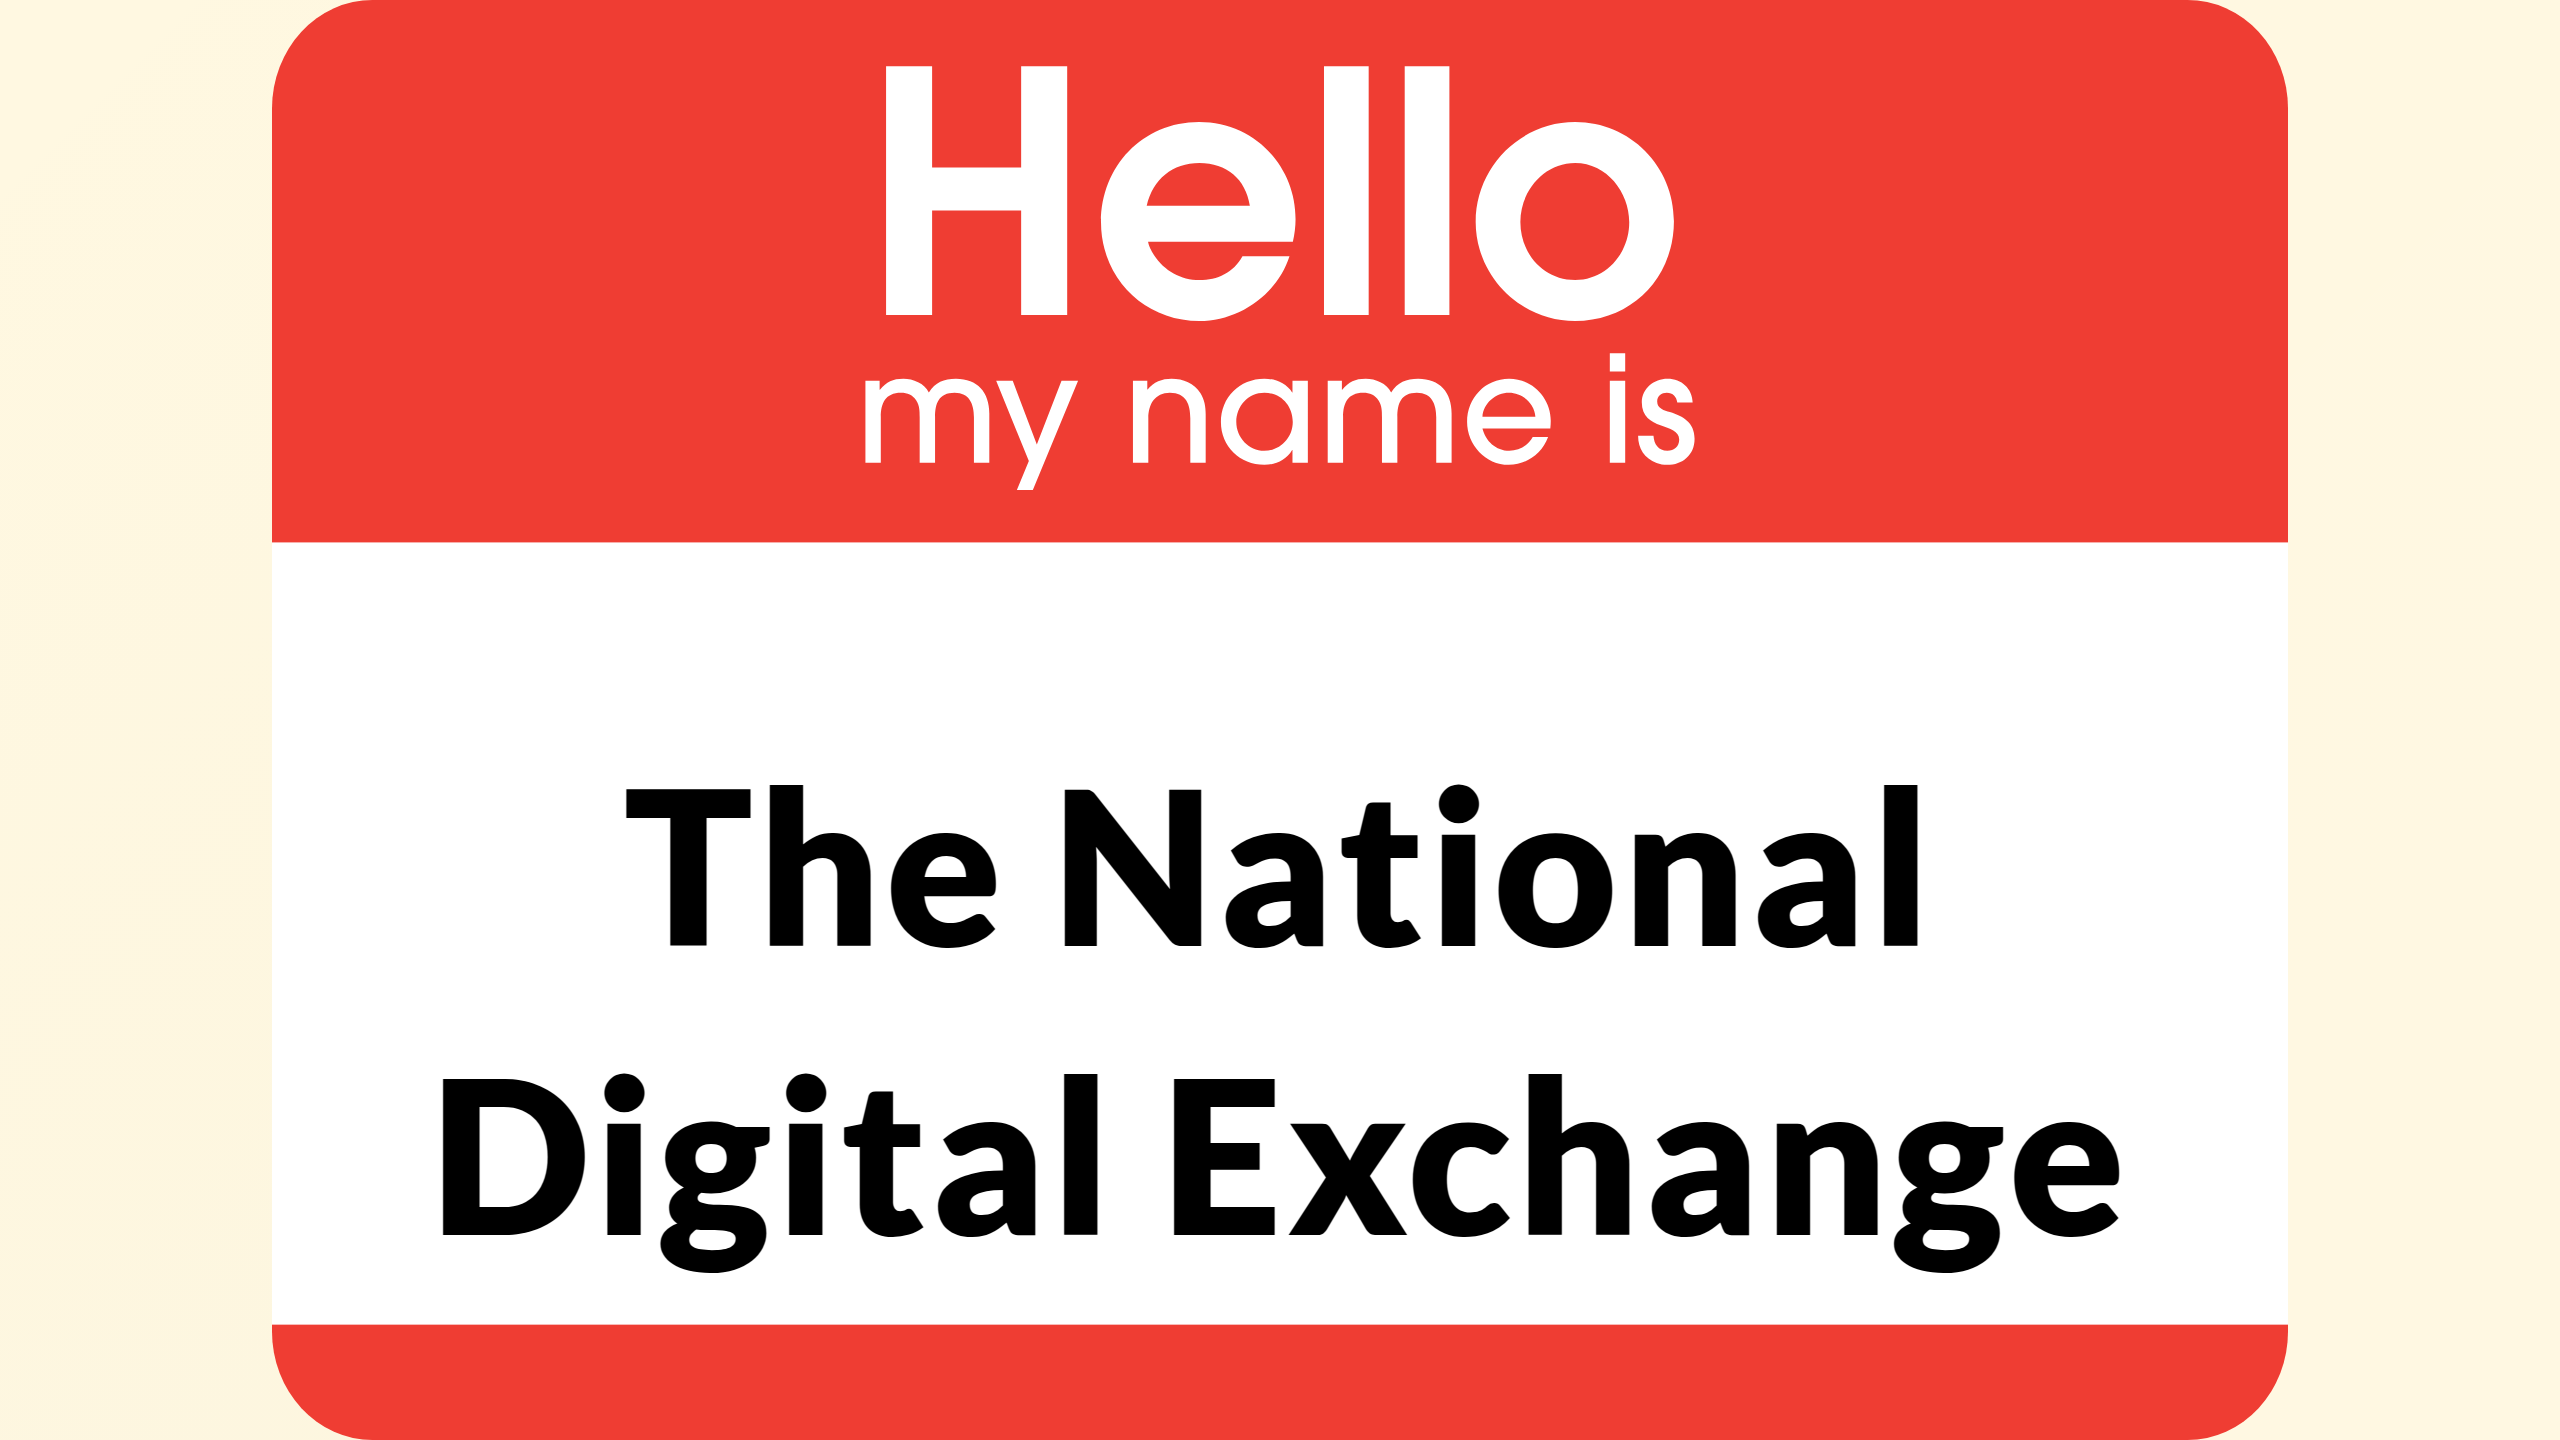 Hello
my name is
The National
Digital Exchange